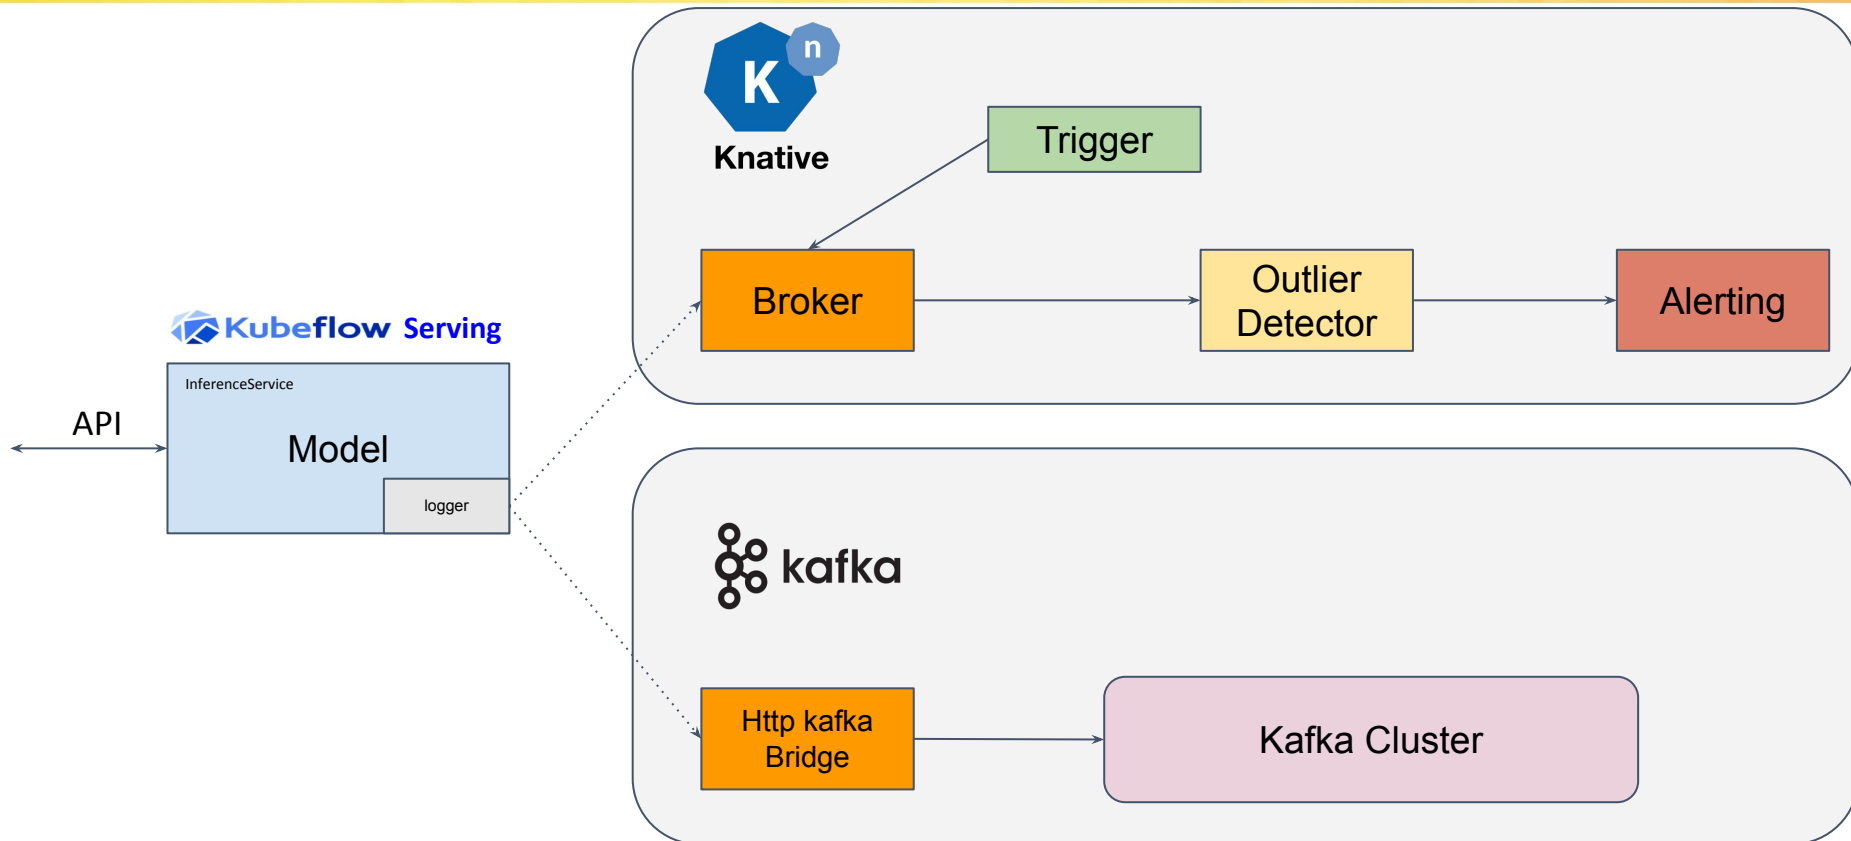 K
n
Knative
Trigger
Broker
Outlier
Detector
Alerting
Kubeflow Serving
InferenceService
API
Model
logger
kafka
Http kafka
Bridge
Kafka Cluster